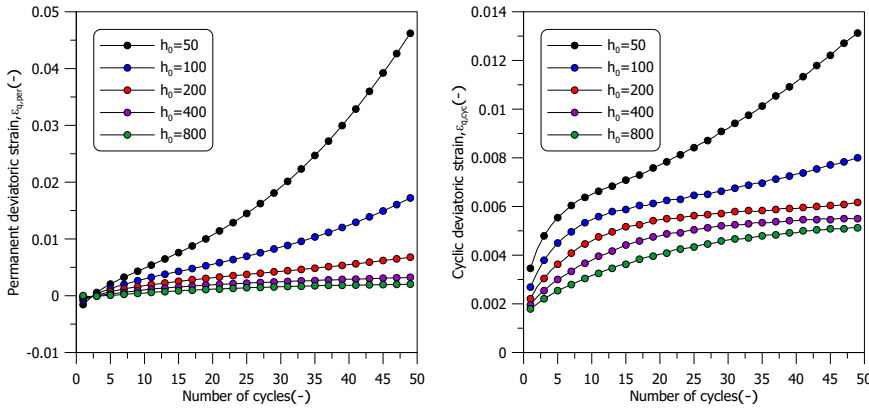 0.05
0.04
0.03
0.02
0.01
0
-0.01
Permanent deviatoric strain,εq,per(-)
h0=50
h0=100
h0=200
h0=400
h0=800
0 5 10 15 20 25 30 35 40 45 50
Number of cycles(-)
0.014
0.012
0.01
0.008
0.006
0.004
0.002
0
Cyclic deviatoric strain,εq,cyc(-)
h0=50
h0=100
h0=200
h0=400
h0=800
0 5 10 15 20 25 30 35 40 45 50
Number of cycles(-)